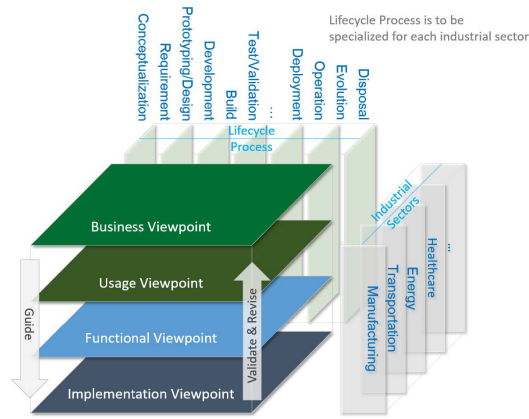 Lifecycle Process is to be
specialized for each industrial sector
Conceptualization
Requirement
Prototyping/Design
Development
Build
Test/Validation
...
Deployment
Operation
Evolution
Disposal
Lifecycle
Process
Business Viewpoint
Usage Viewpoint
Functional Viewpoint
Implementation Viewpoint
Guide
Validate & Revise
Industrial
Sectors
Manufacturing
Transportation
Energy
Healthcare
...